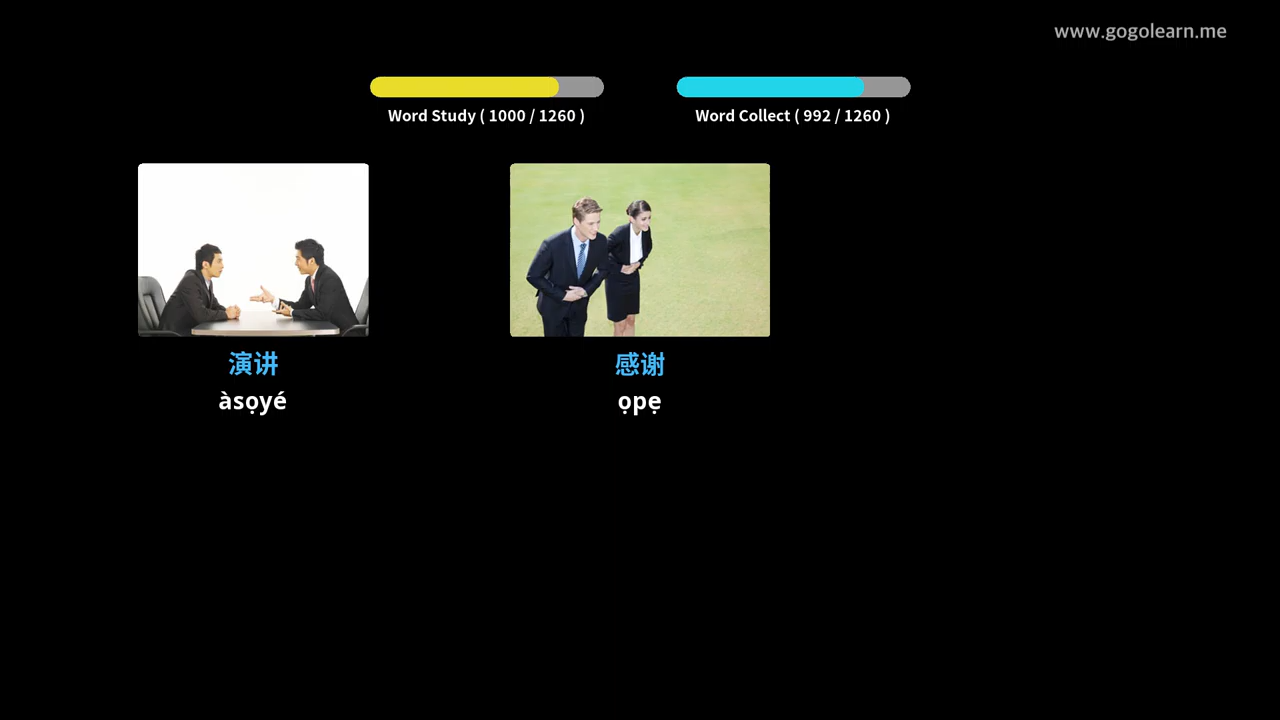 www.gogolearn.me
Word Study ( 1000 / 1260 )
Word Collect ( 992 / 1260 )
演讲
àsọyé
感谢
ọpẹ